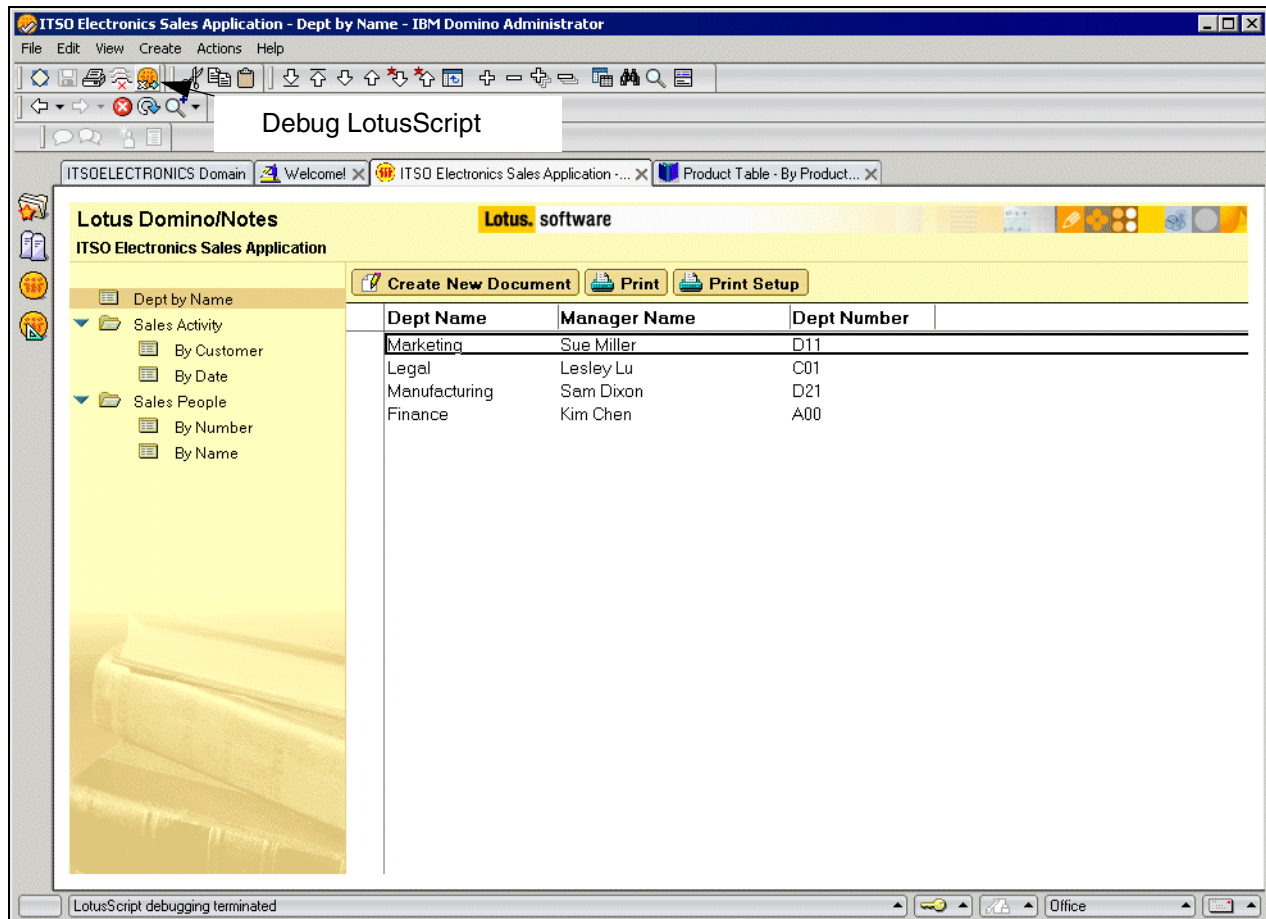 ITSO Electronics Sales Application - Dept by Name - IBM Domino Administrator
File Edit View Create Actions Help
Debug LotusScript
ITSOELECTRONICS Domain Welcome! ITSO Electronics Sales Application -... Product Table - By Product...
Lotus Domino/Notes
Lotus. software
ITSO Electronics Sales Application
Create New Document Print Print Setup
Dept by Name
Sales Activity
By Customer
By Date
Sales People
By Number
By Name
Dept Name Manager Name Dept Number
Marketing Sue Miller D11
Legal Lesley Lu C01
Manufacturing Sam Dixon D21
Finance Kim Chen A00
LotusScript debugging terminated
Office